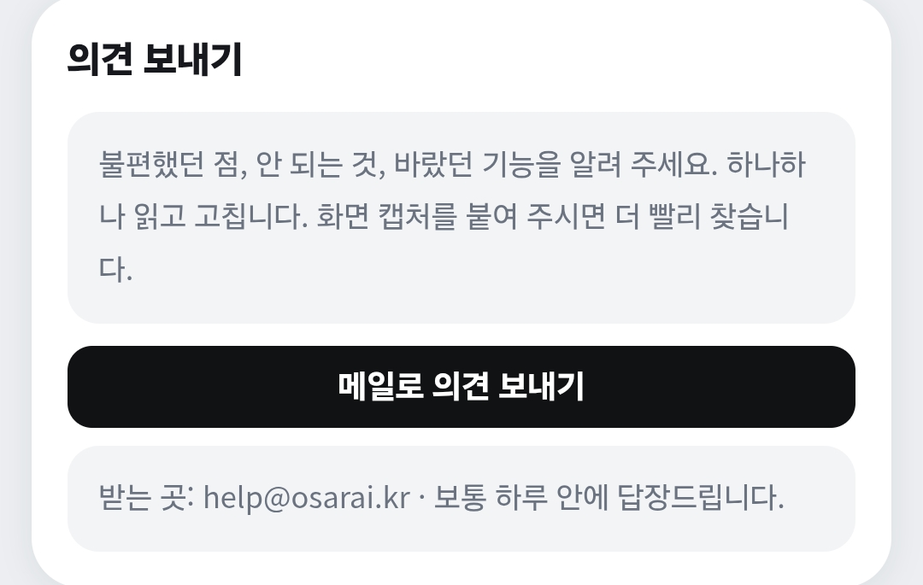 의견 보내기
불편했던 점, 안 되는 것, 바랐던 기능을 알려 주세요. 하나하
나 읽고 고칩니다. 화면 캡처를 붙여 주시면 더 빨리 찾습니
다.
메일로 의견 보내기
받는 곳: help@osarai.kr · 보통 하루 안에 답장드립니다.